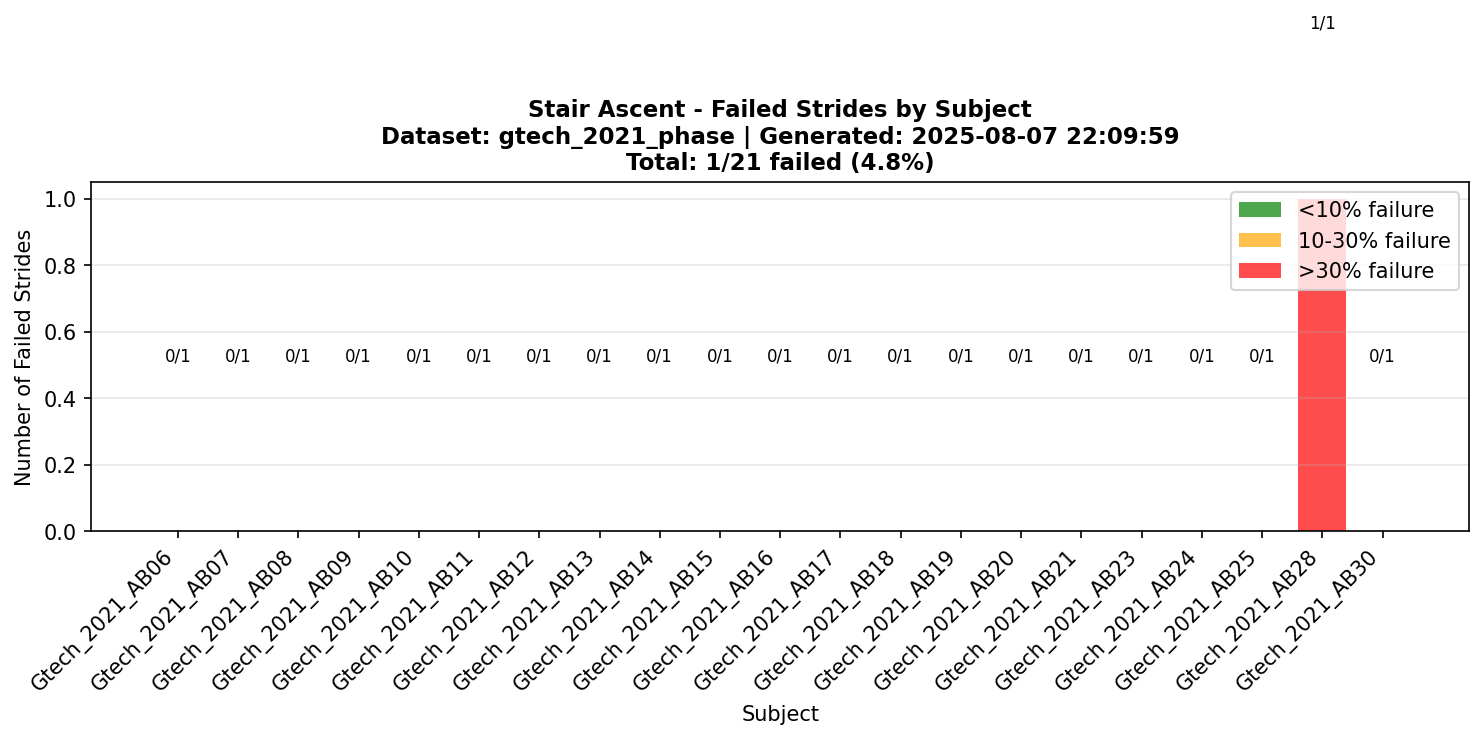 1/1
Stair Ascent - Failed Strides by Subject
Dataset: gtech_2021_phase | Generated: 2025-08-07 22:09:59
Total: 1/21 failed (4.8%)
Number of Failed Strides
1.0
0.8
0.6
0.4
0.2
0.0
<10% failure
10-30% failure
>30% failure
0/1 0/1 0/1 0/1 0/1 0/1 0/1 0/1 0/1 0/1 0/1 0/1 0/1 0/1 0/1 0/1 0/1 0/1 0/1 0/1
Gtech_2021_AB06
Gtech_2021_AB07
Gtech_2021_AB08
Gtech_2021_AB09
Gtech_2021_AB10
Gtech_2021_AB11
Gtech_2021_AB12
Gtech_2021_AB13
Gtech_2021_AB14
Gtech_2021_AB15
Gtech_2021_AB16
Gtech_2021_AB17
Gtech_2021_AB18
Gtech_2021_AB19
Gtech_2021_AB20
Gtech_2021_AB21
Gtech_2021_AB23
Gtech_2021_AB24
Gtech_2021_AB25
Gtech_2021_AB28
Gtech_2021_AB30
Subject